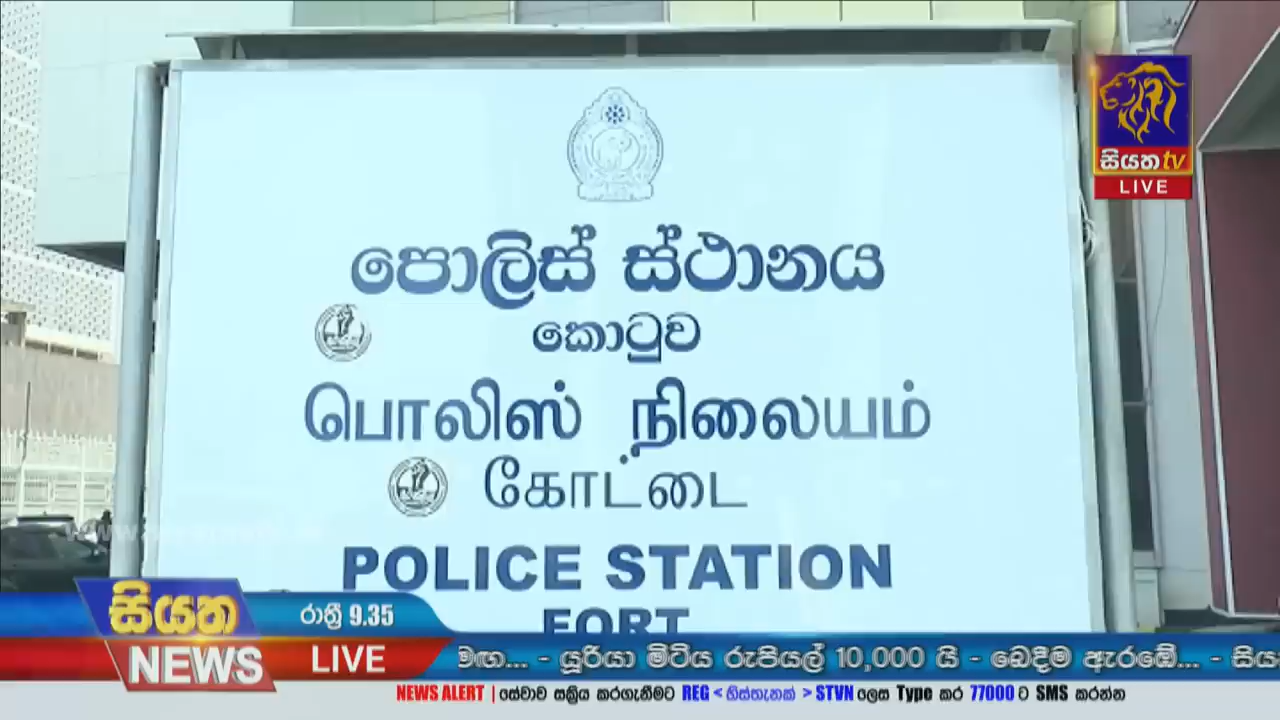 සියත tv
LIVE
පොලිස් ස්ථානය
කොටුව
பொலிஸ் நிலையம்
கோட்டை
POLICE STATION
FORT
සියත
NEWS
රාත්‍රී 9.35
LIVE
මඟ... - යූරියා මිටිය රුපියල් 10,000 යි - බෙදීම ඇරඹේ... - සිය
NEWS ALERT | සේවාව සක්‍රිය කරගැනීමට REG < හිස්තැනක් > STVN ලෙස Type කර 77000 ට SMS කරන්න